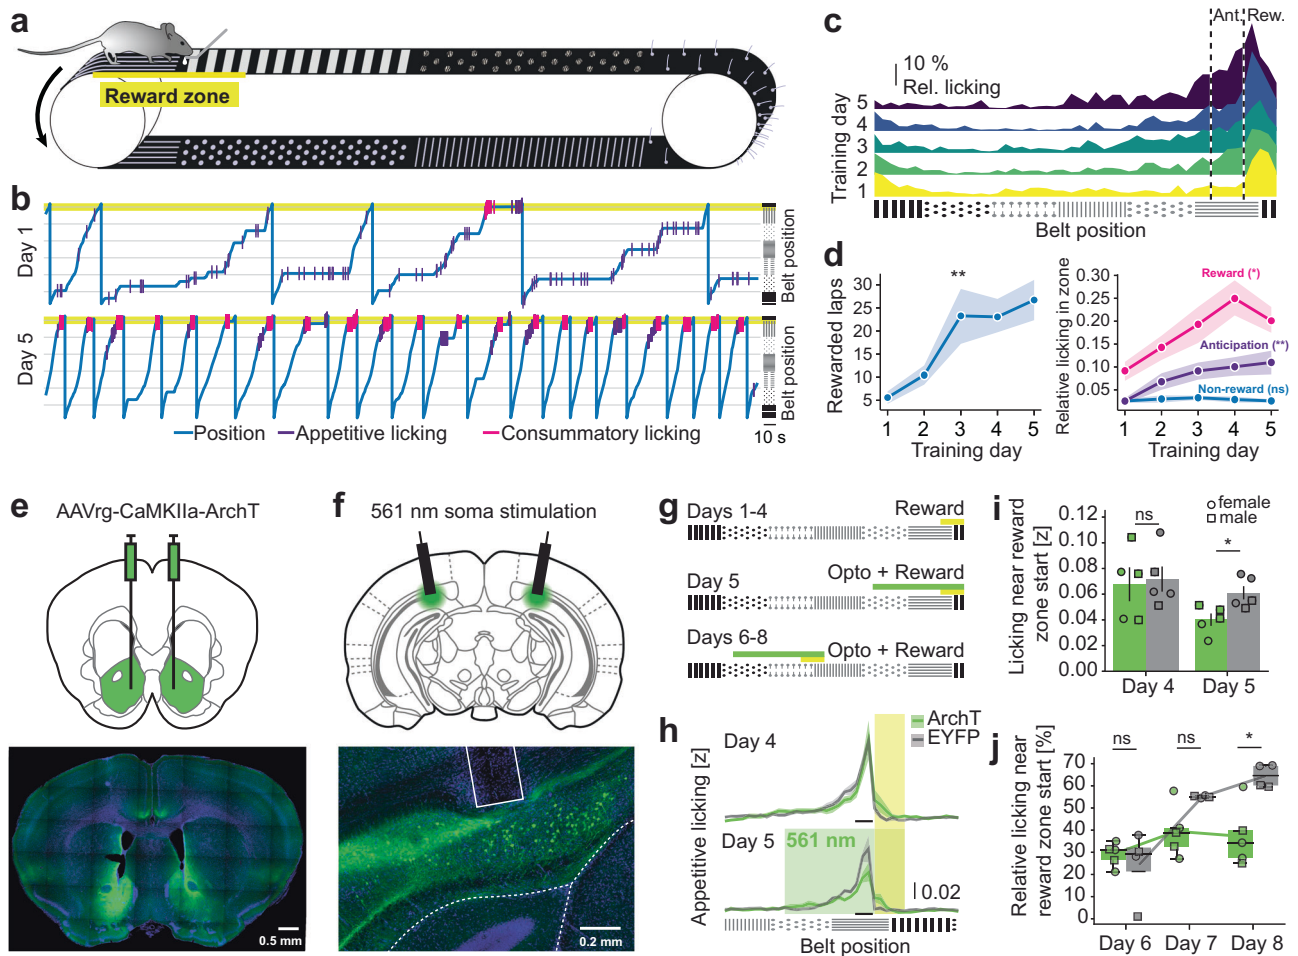 a
Reward zone
b
Day 1
Belt position
Day 5
Belt position
Position
Appetitive licking
Consummatory licking
10 s
c
Ant.
Rew.
10 %
Rel. licking
Training day
5
4
3
2
1
Belt position
d
**
Rewarded laps
30
25
20
15
10
5
1 2 3 4 5
Training day
Relative licking in zone
0.30
0.25
0.20
0.15
0.10
0.05
Reward (*)
Anticipation (**)
Non-reward (ns)
1 2 3 4 5
Training day
e
AAVrg-CaMKIIa-ArchT
0.5 mm
f
561 nm soma stimulation
0.2 mm
g
Days 1-4
Reward
Day 5
Opto + Reward
Days 6-8
Opto + Reward
h
ArchT
EYFP
Appetitive licking [z]
Day 4
Day 5
561 nm
0.02
Belt position
i
female
male
Licking near reward
zone start [z]
0.12
0.10
0.08
0.06
0.04
0.02
0.00
ns
*
Day 4
Day 5
j
Relative licking near
reward zone start [%]
70
60
50
40
30
20
10
0
ns
ns
*
Day 6
Day 7
Day 8